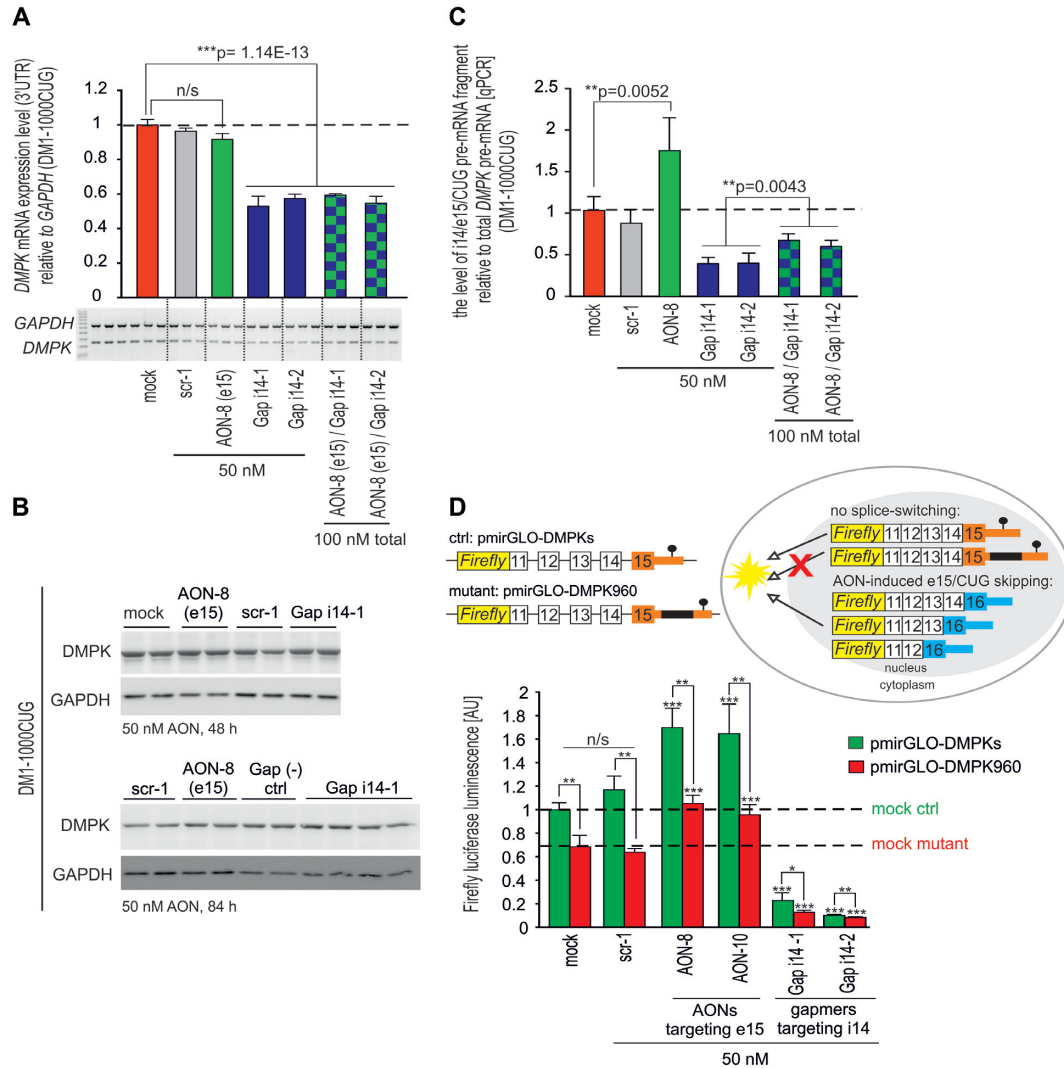 A
***p= 1.14E-13
n/s
DMPK mRNA expression level (3'UTR)
relative to GAPDH (DM1-1000CUG)
1.2
1
0.8
0.6
0.4
0.2
0
GAPDH
DMPK
mock
scr-1
AON-8 (e15)
Gap i14-1
Gap i14-2
AON-8 (e15) / Gap i14-1
AON-8 (e15) / Gap i14-2
50 nM
100 nM total
C
the level of i14/e15/CUG pre-mRNA fragment
relative to total DMPK pre-mRNA [qPCR]
(DM1-1000CUG)
2.5
2
1.5
1
0.5
0
**p=0.0052
**p=0.0043
mock
scr-1
AON-8
Gap i14-1
Gap i14-2
AON-8 / Gap i14-1
AON-8 / Gap i14-2
50 nM
100 nM total
B
DM1-1000CUG
mock
AON-8
(e15)
scr-1
Gap i14-1
DMPK
GAPDH
50 nM AON, 48 h
scr-1
AON-8
(e15)
Gap (-)
ctrl
Gap i14-1
DMPK
GAPDH
50 nM AON, 84 h
D
ctrl: pmirGLO-DMPKs
Firefly 11 12 13 14 15
mutant: pmirGLO-DMPK960
Firefly 11 12 13 14 15
no splice-switching:
Firefly 11 12 13 14 15
Firefly 11 12 13 14 15
X
AON-induced e15/CUG skipping:
Firefly 11 12 13 14 16
Firefly 11 12 13 16
Firefly 11 12 16
nucleus
cytoplasm
Firefly luciferase luminescence [AU]
2
1.8
1.6
1.4
1.2
1
0.8
0.6
0.4
0.2
0
n/s
**
**
**
***
***
**
***
***
*
***
***
**
***
***
pmirGLO-DMPKs
pmirGLO-DMPK960
mock ctrl
mock mutant
mock
scr-1
AON-8
AON-10
Gap i14 -1
Gap i14-2
AONs
targeting e15
gapmers
targeting i14
50 nM